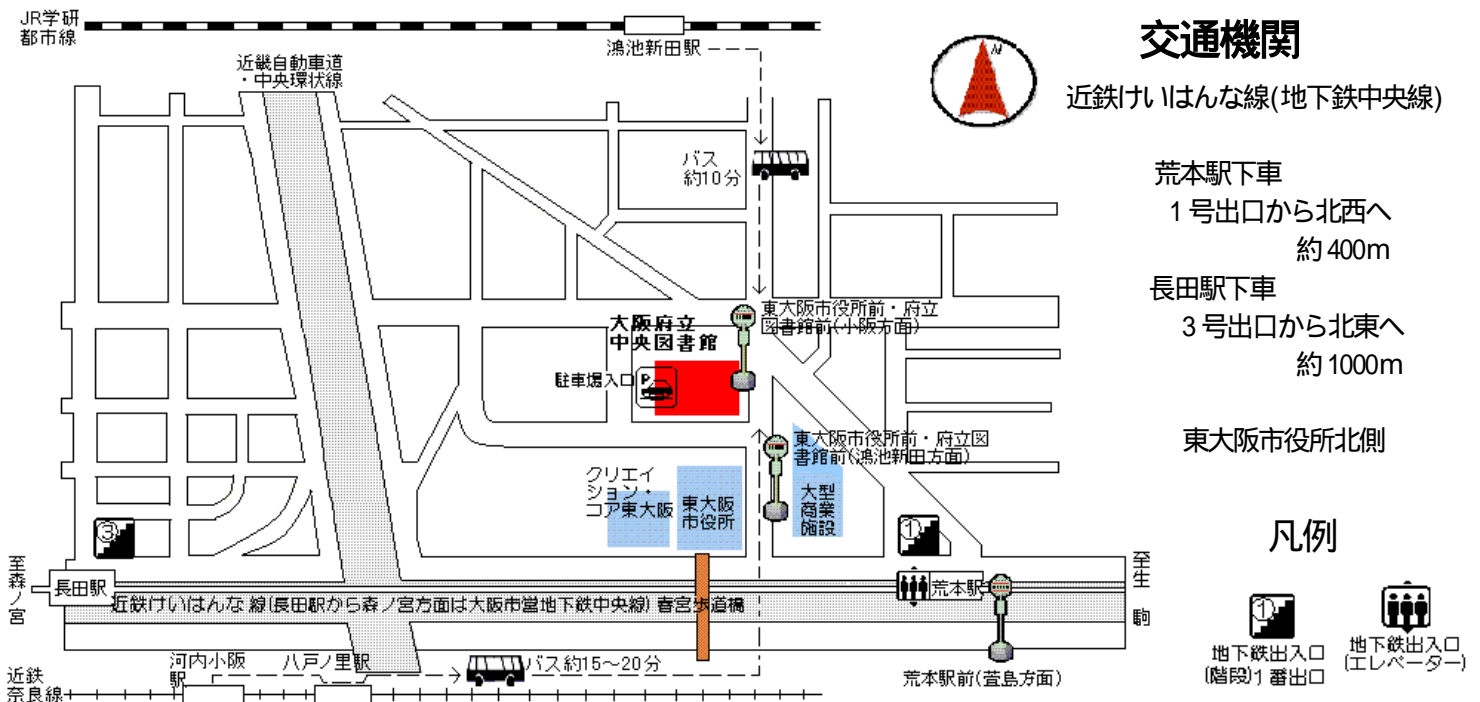 JR学研
都市線
鴻池新田駅
近畿自動車道
・中央環状線
バス
約10分
N
交通機関
近鉄けいはんな線(地下鉄中央線)
荒本駅下車
1号出口から北西へ
約400m
長田駅下車
3号出口から北東へ
約1000m
東大阪市役所北側
東大阪市役所前・府立
図書館前(小阪方面)
大阪府立
中央図書館
駐車場入口
P
東大阪市役所前・府立図
書館前(鴻池新田方面)
クリエイ
ション・
コア東大阪
東大阪
市役所
大型
商業
施設
③
①
至森ノ宮
長田駅
荒本駅
至生駒
近鉄けいはんな線(長田駅から森ノ宮方面は大阪市営地下鉄中央線)
春宮歩道橋
河内小阪
駅
八戸ノ里駅
バス約15～20分
荒本駅前(萱島方面)
近鉄
奈良線
凡例
①
地下鉄出入口
(階段)1番出口
地下鉄出入口
(エレベーター)